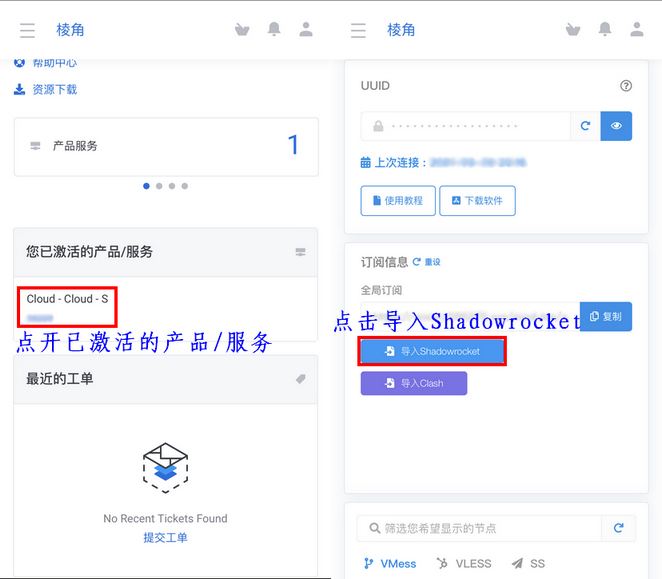 棱角
帮助中心
资源下载
产品服务
1
您已激活的产品/服务
Cloud - Cloud - S
点开已激活的产品/服务
最近的工单
No Recent Tickets Found
提交工单
棱角
UUID
上次连接：
使用教程
下载软件
订阅信息 重设
全局订阅
复制
点击导入Shadowrocket
导入Shadowrocket
导入Clash
筛选您希望显示的节点
VMess VLESS SS